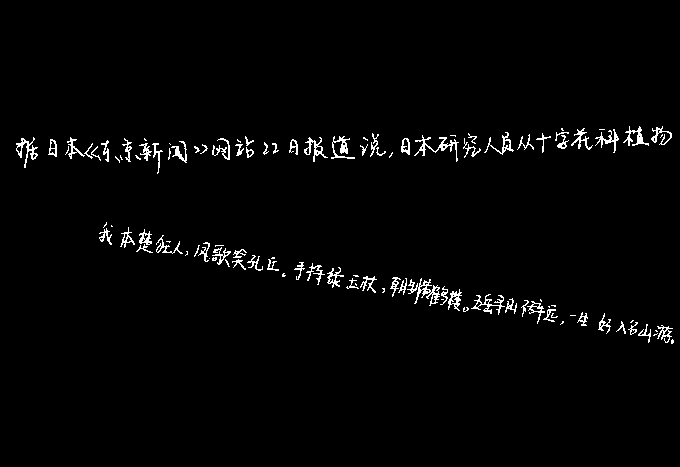 据日本《东京新闻》网站22日报道说,日本研究人员从十字花科植物
我本楚狂人,凤歌笑孔丘。手持绿玉杖,朝别黄鹤楼。五岳寻山不辞远,一生好入名山游。